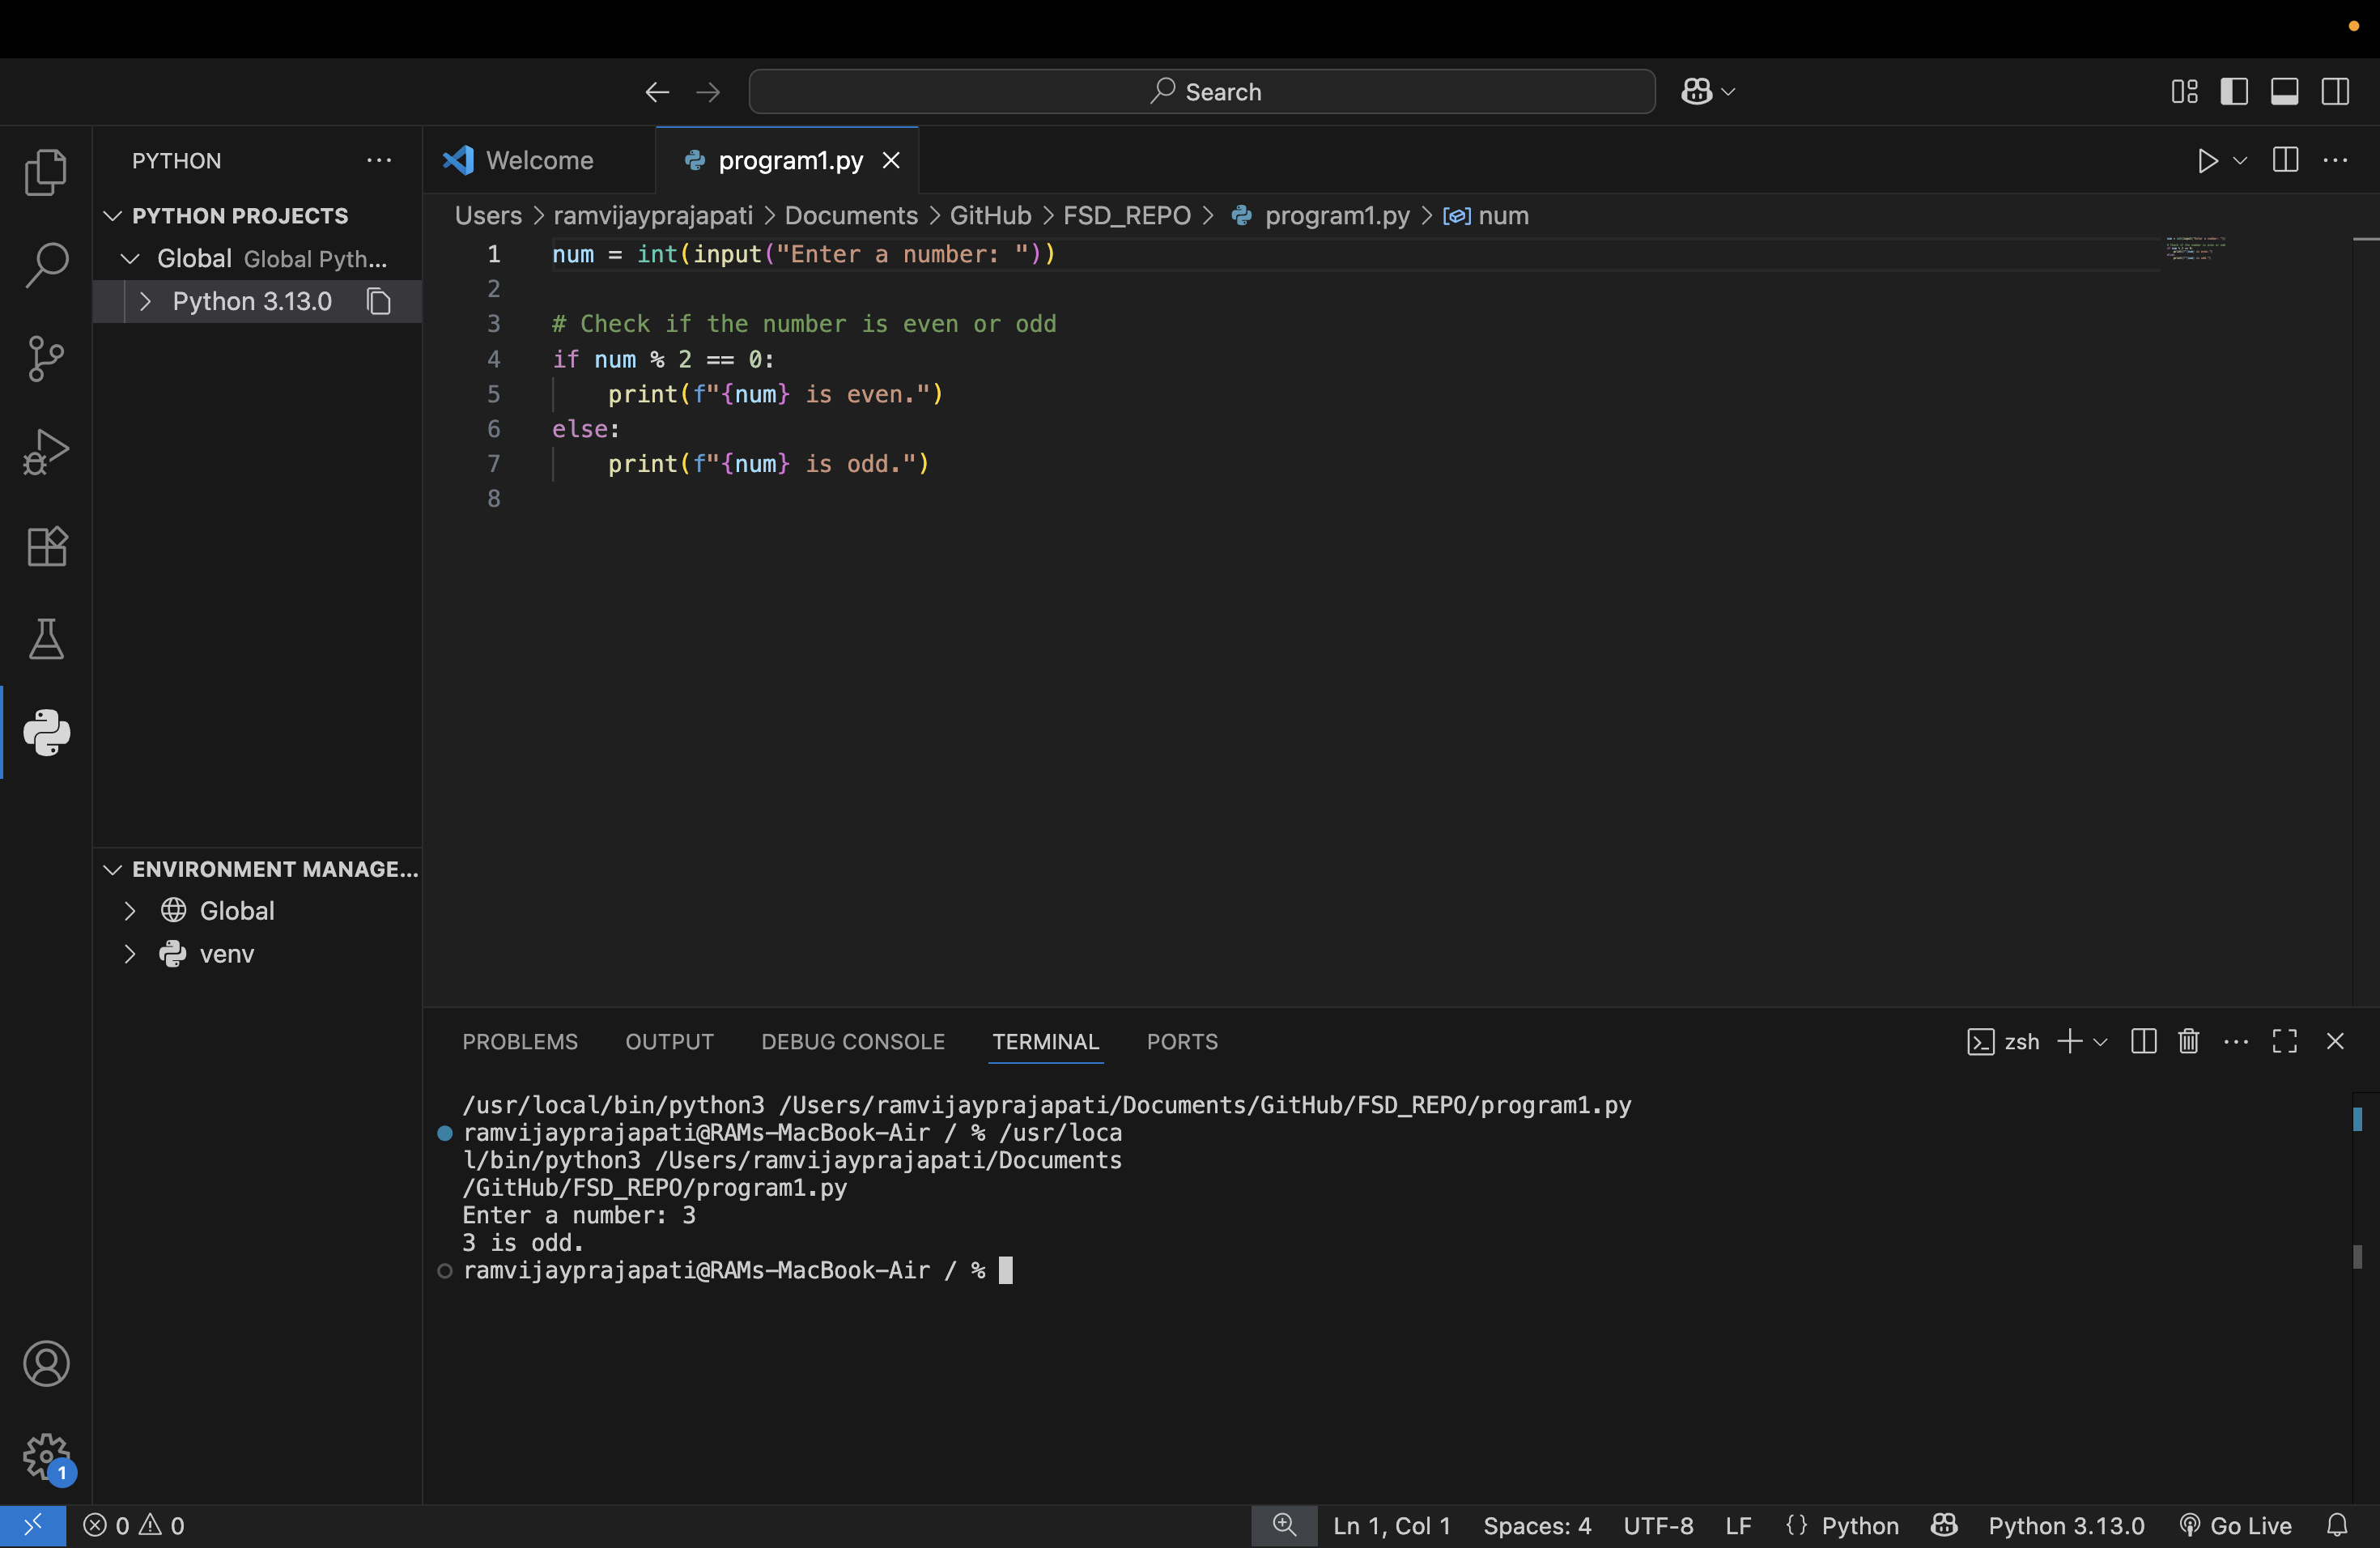 Search
PYTHON
PYTHON PROJECTS
Global Global Pyth...
Python 3.13.0
ENVIRONMENT MANAGE...
Global
venv
Welcome
program1.py
Users > ramvijayprajapati > Documents > GitHub > FSD_REPO > program1.py > num
1 num = int(input("Enter a number: "))
2
3 # Check if the number is even or odd
4 if num % 2 == 0:
5     print(f"{num} is even.")
6 else:
7     print(f"{num} is odd.")
8
PROBLEMS OUTPUT DEBUG CONSOLE TERMINAL PORTS
zsh
/usr/local/bin/python3 /Users/ramvijayprajapati/Documents/GitHub/FSD_REPO/program1.py
ramvijayprajapati@RAMs-MacBook-Air / % /usr/loca
l/bin/python3 /Users/ramvijayprajapati/Documents
/GitHub/FSD_REPO/program1.py
Enter a number: 3
3 is odd.
ramvijayprajapati@RAMs-MacBook-Air / %
1
0 0
Ln 1, Col 1 Spaces: 4 UTF-8 LF {} Python Python 3.13.0 Go Live